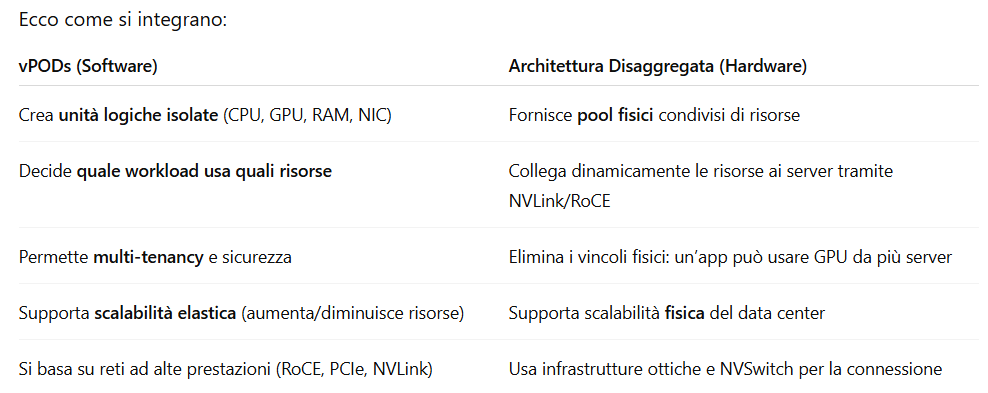 Ecco come si integrano:
vPODs (Software) Architettura Disaggregata (Hardware)
Crea unità logiche isolate (CPU, GPU, RAM, NIC) Fornisce pool fisici condivisi di risorse
Decide quale workload usa quali risorse Collega dinamicamente le risorse ai server tramite
NVLink/RoCE
Permette multi-tenancy e sicurezza Elimina i vincoli fisici: un’app può usare GPU da più server
Supporta scalabilità elastica (aumenta/diminuisce risorse) Supporta scalabilità fisica del data center
Si basa su reti ad alte prestazioni (RoCE, PCIe, NVLink) Usa infrastrutture ottiche e NVSwitch per la connessione